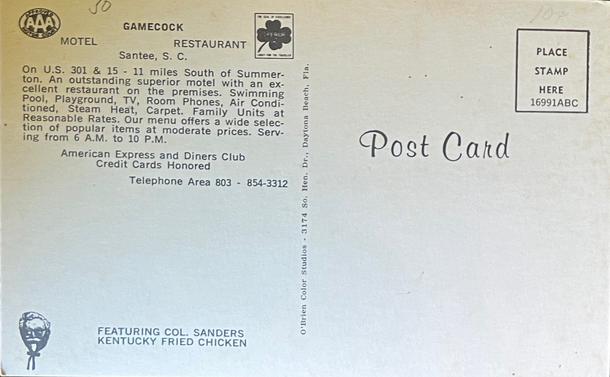 50
10¢
AAA
GAMECOCK
MOTEL RESTAURANT
Santee, S. C.
On U.S. 301 & 15 - 11 miles South of Summer-
ton. An outstanding superior motel with an ex-
cellent restaurant on the premises. Swimming
Pool, Playground, TV, Room Phones, Air Condi-
tioned, Steam Heat, Carpet. Family Units at
Reasonable Rates. Our menu offers a wide selec-
tion of popular items at moderate prices. Serv-
ing from 6 A.M. to 10 P.M.
American Express and Diners Club
Credit Cards Honored
Telephone Area 803 - 854-3312
FEATURING COL. SANDERS
KENTUCKY FRIED CHICKEN
O'Brien Color Studios - 3174 So. Hen. Dr., Daytona Beach, Fla.
Post Card
PLACE
STAMP
HERE
16991ABC